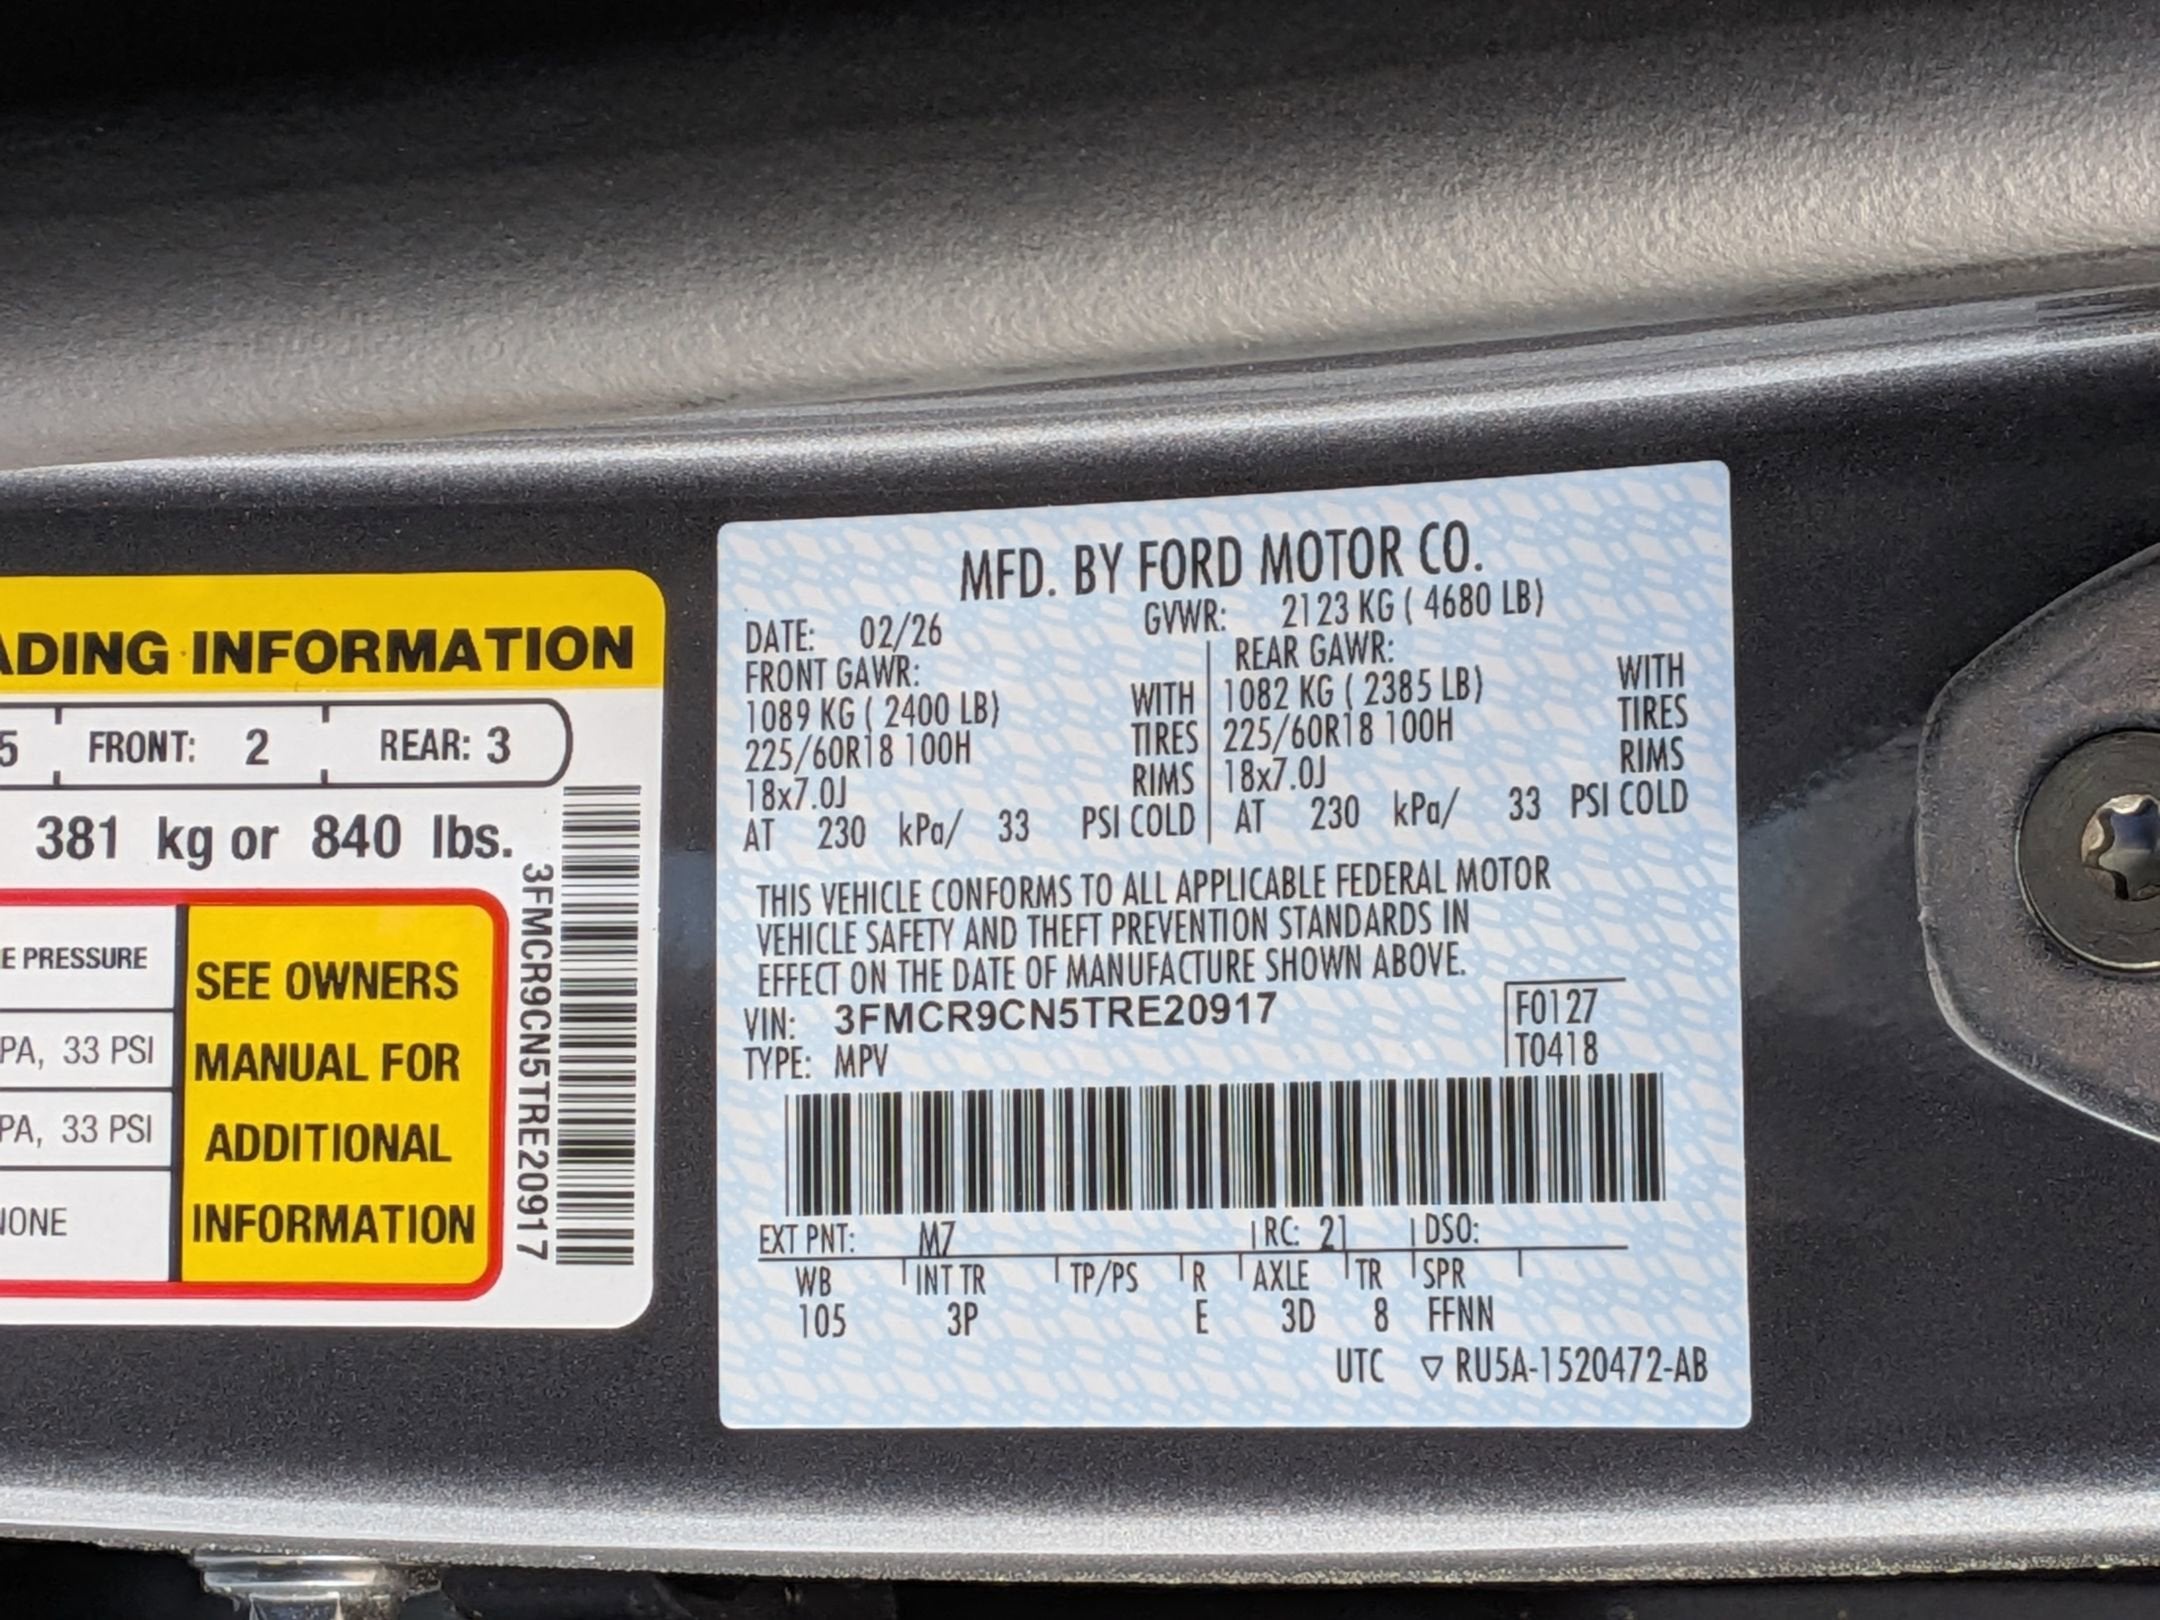 ADING INFORMATION
5 FRONT: 2 REAR: 3
381 kg or 840 lbs.
E PRESSURE
PA, 33 PSI
PA, 33 PSI
NONE
SEE OWNERS
MANUAL FOR
ADDITIONAL
INFORMATION
3FMCR9CN5TRE20917
MFD. BY FORD MOTOR CO.
DATE: 02/26 GVWR: 2123 KG ( 4680 LB)
FRONT GAWR: REAR GAWR:
1089 KG ( 2400 LB) WITH 1082 KG ( 2385 LB) WITH
225/60R18 100H TIRES 225/60R18 100H TIRES
18x7.0J RIMS 18x7.0J RIMS
AT 230 kPa/ 33 PSI COLD AT 230 kPa/ 33 PSI COLD
THIS VEHICLE CONFORMS TO ALL APPLICABLE FEDERAL MOTOR
VEHICLE SAFETY AND THEFT PREVENTION STANDARDS IN
EFFECT ON THE DATE OF MANUFACTURE SHOWN ABOVE.
VIN: 3FMCR9CN5TRE20917 F0127
TYPE: MPV T0418
EXT PNT: M7 RC: 21 DSO:
WB INT TR TP/PS R AXLE TR SPR
105 3P E 3D 8 FFNN
UTC ▽ RU5A-1520472-AB